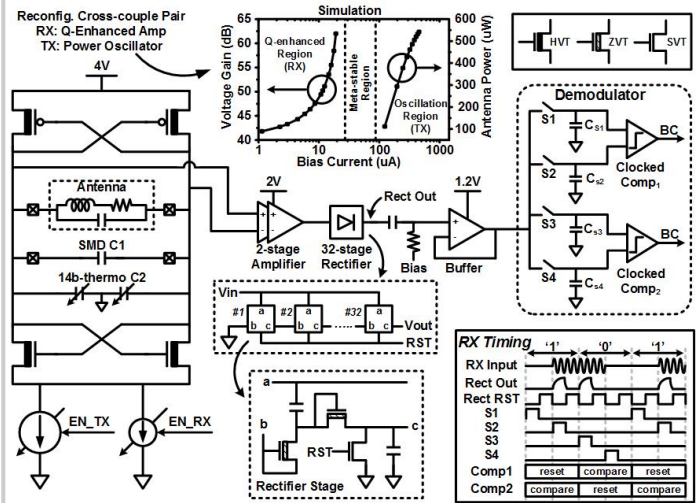 Reconfig. Cross-couple Pair
RX: Q-Enhanced Amp
TX: Power Oscillator
4V
Simulation
Voltage Gain (dB)
65
60
55
50
45
40
Q-enhanced
Region
(RX)
Meta-stable
Region
Oscillation
Region
(TX)
600
500
400
300
200
100
Antenna Power (uW)
1 10 100 1000
Bias Current (uA)
HVT ZVT SVT
Demodulator
S1
Cs1
S2
Cs2
BC
Clocked
Comp1
S3
Cs3
S4
Cs4
BC
Clocked
Comp2
Antenna
SMD C1
14b-thermo C2
2V
+ +
- -
2-stage
Amplifier
Rect Out
32-stage
Rectifier
Bias
1.2V
+
-
Buffer
Vin
#1 a b c
#2 a b c
#32 a b c
Vout
RST
a
b
c
RST
Rectifier Stage
EN_TX
EN_RX
RX Timing '1' '0' '1'
RX Input
Rect Out
Rect RST
S1
S2
S3
S4
Comp1 reset compare reset
Comp2 compare reset compare